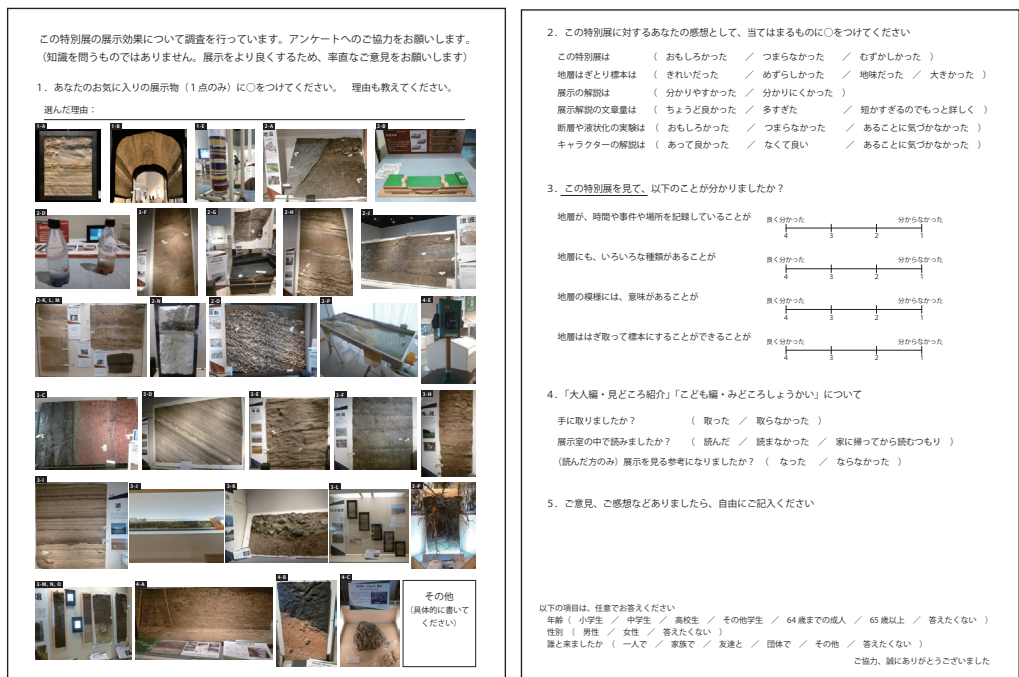 この特別展の展示効果について調査を行っています。アンケートへのご協力をお願いします。
（知識を問うものではありません。展示をより良くするため、率直なご意見をお願いします）
1．あなたのお気に入りの展示物（１点のみ）に○をつけてください。　理由も教えてください。
選んだ理由：
1-A
1-B
1-E
2-A
2-B
2-D
2-F
2-G
2-H
2-J
津波
2-K, L, M
2-N
2-O
2-P
4-E
3-C
3-D
3-E
3-F
3-H
3-I
3-J
3-K
3-L
3-P
3-M, N, O
4-A
4-B
4-C
その他
（具体的に書いて
ください）
2．この特別展に対するあなたの感想として、当てはまるものに○をつけてください
この特別展は　（　おもしろかった　／　つまらなかった　／　むずかしかった　）
地層はぎとり標本は　（　きれいだった　／　めずらしかった　／　地味だった　／　大きかった　）
展示の解説は　（　分かりやすかった　／　分かりにくかった　）
展示解説の文章量は　（　ちょうど良かった　／　多すぎた　／　短かすぎるのでもっと詳しく　）
断層や液状化の実験は　（　おもしろかった　／　つまらなかった　／　あることに気づかなかった　）
キャラクターの解説は　（　あって良かった　／　なくて良い　／　あることに気づかなかった　）
3．この特別展を見て、以下のことが分かりましたか？
地層が、時間や事件や場所を記録していることが　良く分かった　分からなかった
4　3　2　1
地層にも、いろいろな種類があることが　良く分かった　分からなかった
4　3　2　1
地層の模様には、意味があることが　良く分かった　分からなかった
4　3　2　1
地層ははぎ取って標本にすることができることが　良く分かった　分からなかった
4　3　2　1
4．「大人編・見どころ紹介」「こども編・みどころしょうかい」について
手に取りましたか？　（　取った　／　取らなかった　）
展示室の中で読みましたか？　（　読んだ　／　読まなかった　／　家に帰ってから読むつもり　）
（読んだ方のみ）展示を見る参考になりましたか？　（　なった　／　ならなかった　）
5．ご意見、ご感想などありましたら、自由にご記入ください
以下の項目は、任意でお答えください
年齢（　小学生　／　中学生　／　高校生　／　その他学生　／　64 歳までの成人　／　65 歳以上　／　答えたくない　）
性別　（　男性　／　女性　／　答えたくない　）
誰と来ましたか　（　一人で　／　家族で　／　友達と　／　団体で　／　その他　／　答えたくない　）
ご協力、誠にありがとうございました